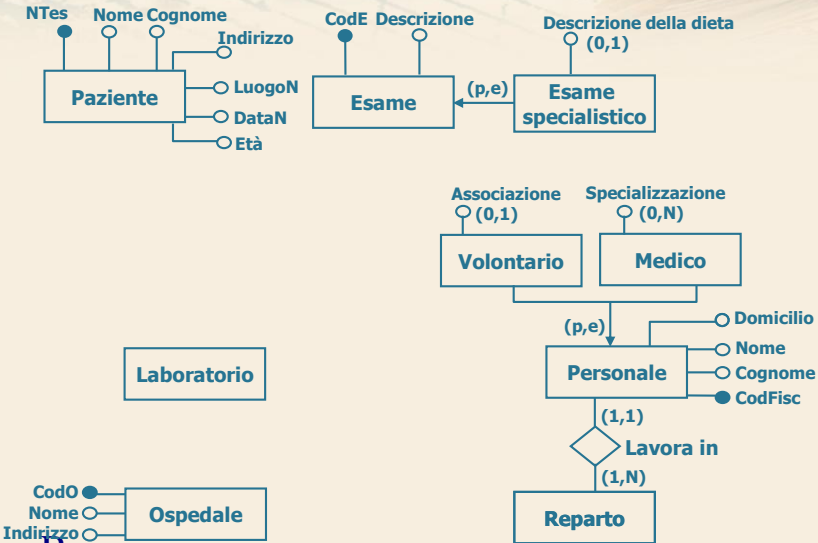 NTes
Nome Cognome
Indirizzo
LuogoN
DataN
Età
Paziente
CodE Descrizione
Esame
(p,e)
Descrizione della dieta
(0,1)
Esame
specialistico
Associazione
(0,1)
Specializzazione
(0,N)
Volontario
Medico
(p,e)
Domicilio
Nome
Cognome
CodFisc
Personale
(1,1)
Lavora in
(1,N)
Reparto
Laboratorio
CodO
Nome
Indirizzo
Ospedale